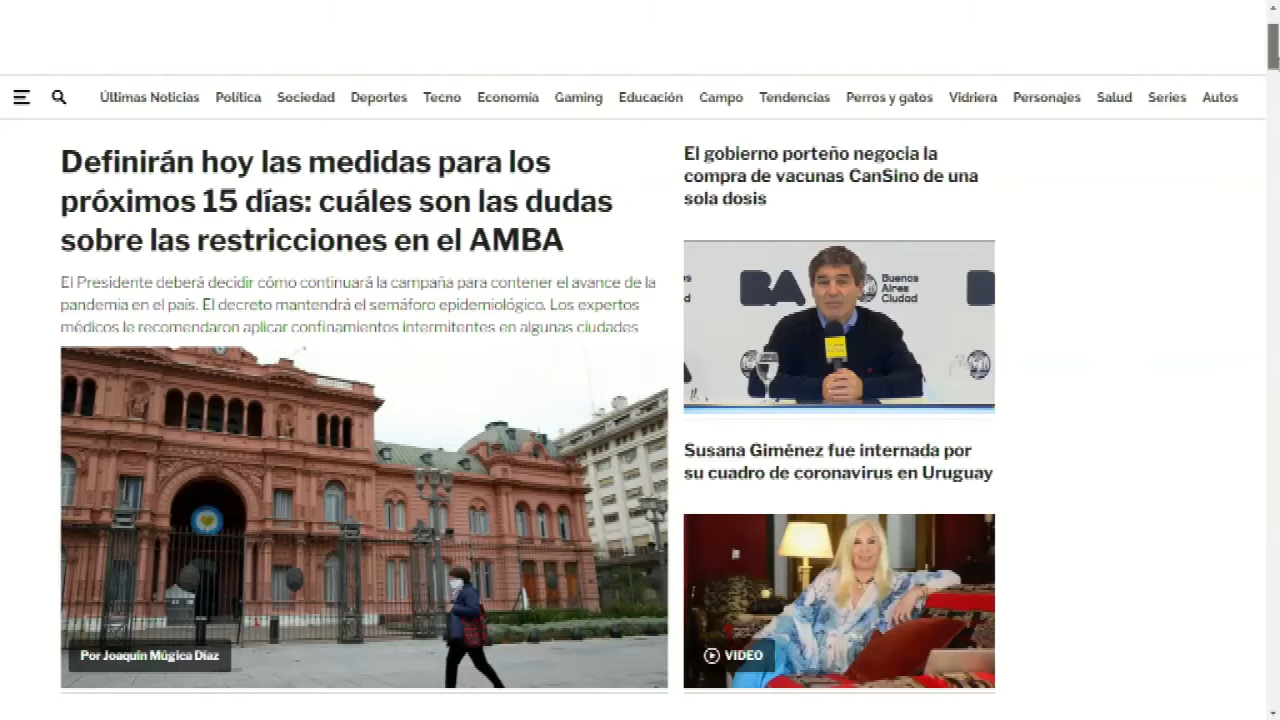 Últimas Noticias Política Sociedad Deportes Tecno Economía Gaming Educación Campo Tendencias Perros y gatos Vidriera Personajes Salud Series Autos
Definirán hoy las medidas para los
próximos 15 días: cuáles son las dudas
sobre las restricciones en el AMBA
El Presidente deberá decidir cómo continuará la campaña para contener el avance de la
pandemia en el país. El decreto mantendrá el semáforo epidemiológico. Los expertos
médicos le recomendaron aplicar confinamientos intermitentes en algunas ciudades
Por Joaquín Múgica Díaz
El gobierno porteño negocia la
compra de vacunas CanSino de una
sola dosis
BA
Buenos
Aires
Ciudad
Susana Giménez fue internada por
su cuadro de coronavirus en Uruguay
VIDEO